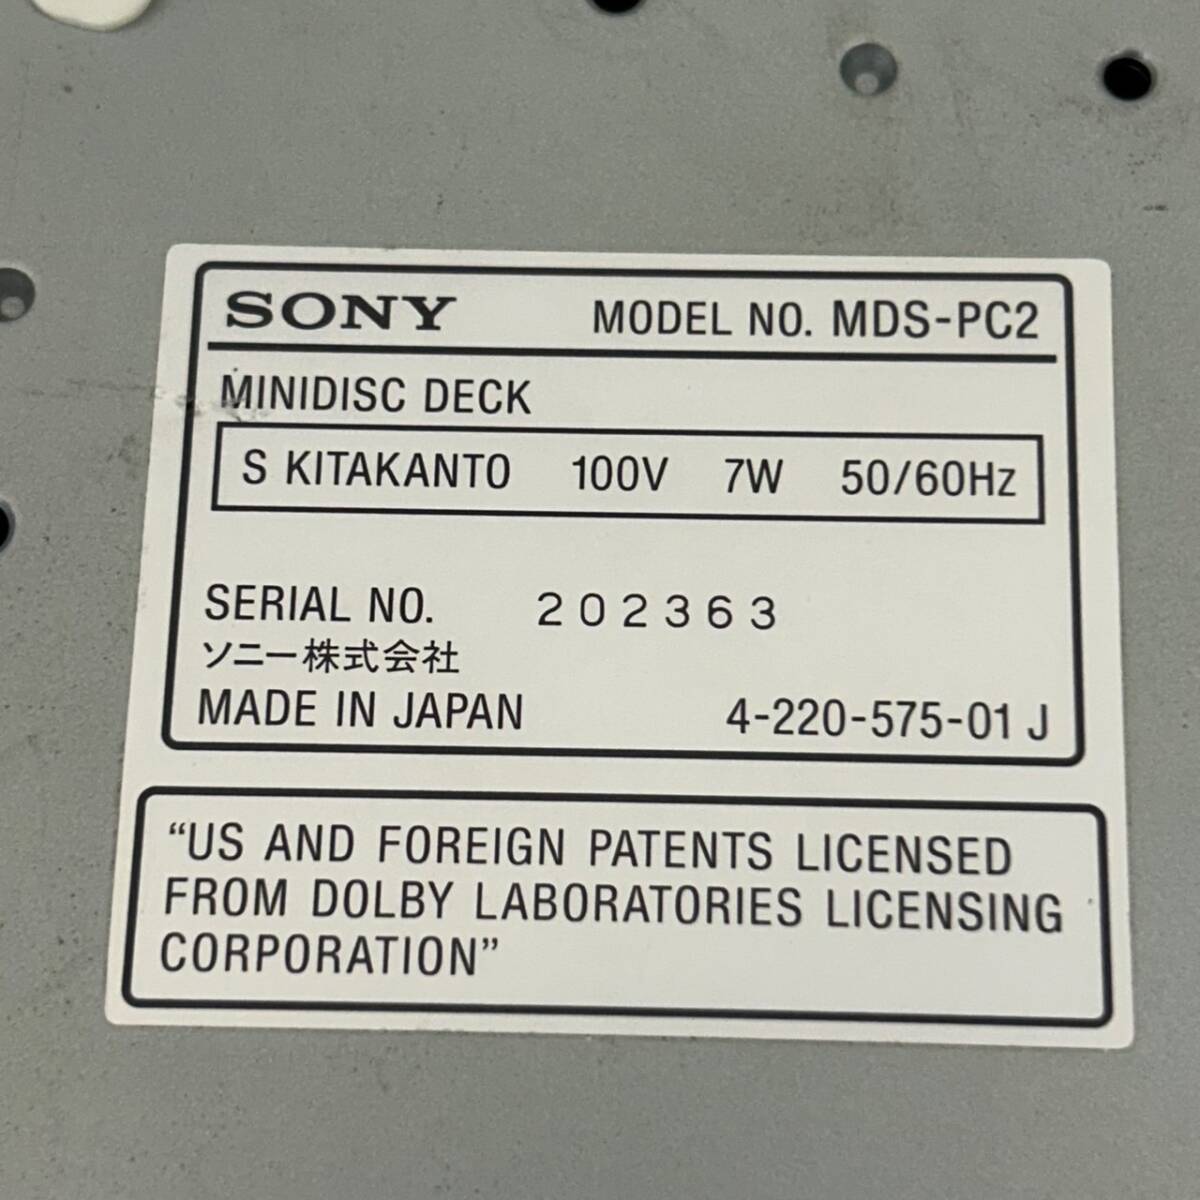 SONY MODEL NO. MDS-PC2
MINIDISC DECK
S KITAKANTO 100V 7W 50/60Hz
SERIAL NO. 202363
ソニー株式会社
MADE IN JAPAN 4-220-575-01 J
“US AND FOREIGN PATENTS LICENSED
FROM DOLBY LABORATORIES LICENSING
CORPORATION”